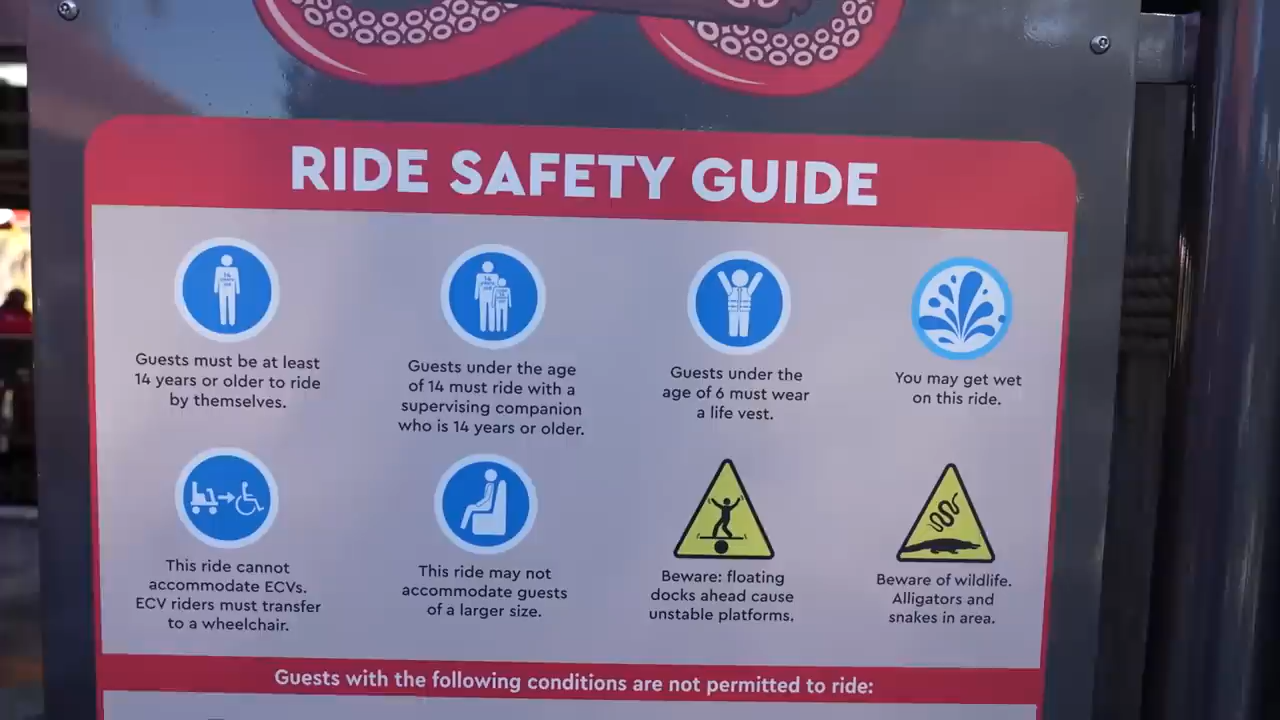 RIDE SAFETY GUIDE
Guests must be at least
14 years or older to ride
by themselves.
Guests under the age
of 14 must ride with a
supervising companion
who is 14 years or older.
Guests under the
age of 6 must wear
a life vest.
You may get wet
on this ride.
This ride cannot
accommodate ECVs.
ECV riders must transfer
to a wheelchair.
This ride may not
accommodate guests
of a larger size.
Beware: floating
docks ahead cause
unstable platforms.
Beware of wildlife.
Alligators and
snakes in area.
Guests with the following conditions are not permitted to ride: